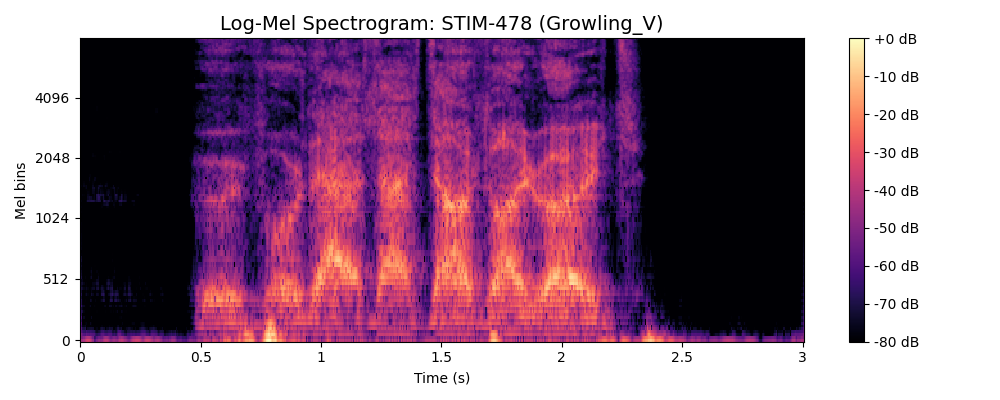 Log-Mel Spectrogram: STIM-478 (Growling_V)
Mel bins
4096
2048
1024
512
0
0
0.5
1
1.5
2
2.5
3
Time (s)
+0 dB
-10 dB
-20 dB
-30 dB
-40 dB
-50 dB
-60 dB
-70 dB
-80 dB